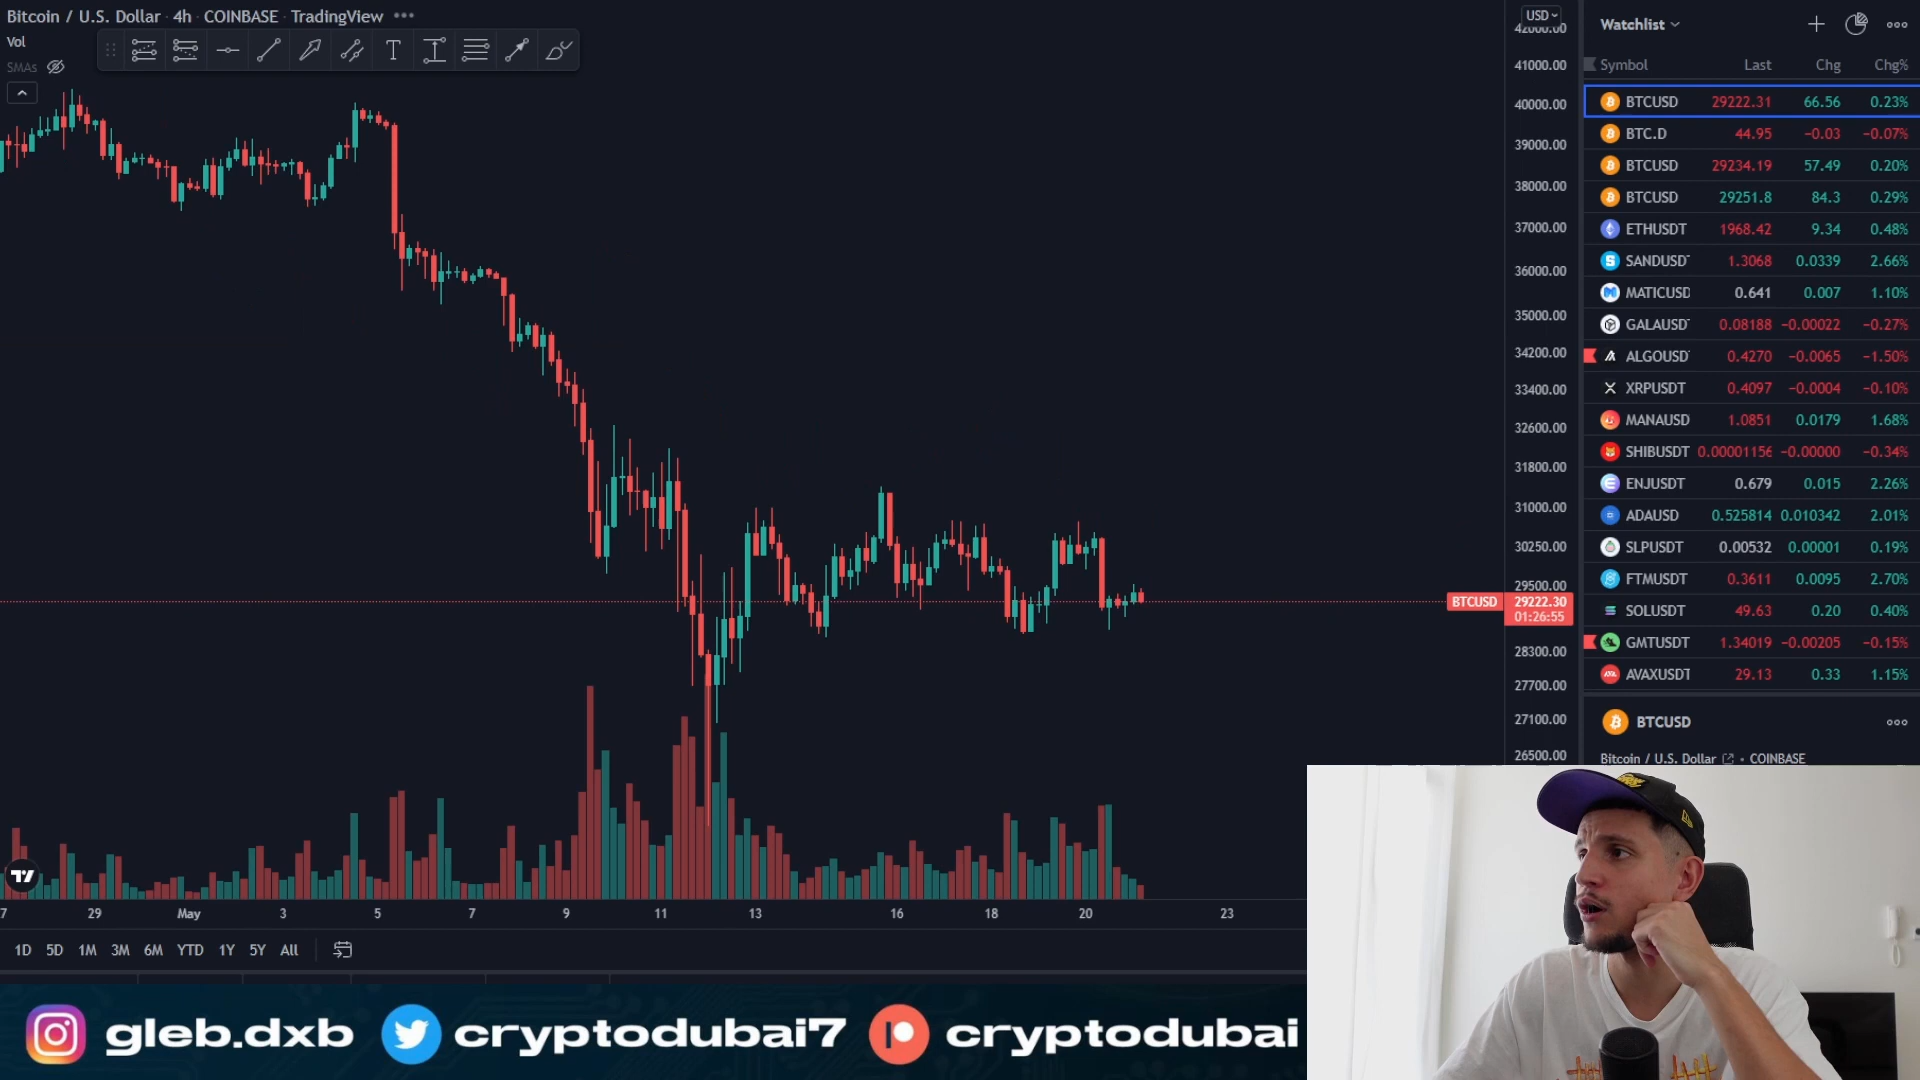 Bitcoin / U.S. Dollar · 4h · COINBASE · TradingView
Vol
SMAs
USD
42000.00
41000.00
40000.00
39000.00
38000.00
37000.00
36000.00
35000.00
34200.00
33400.00
32600.00
31800.00
31000.00
30250.00
29500.00
BTCUSD 29222.30
01:26:55
28300.00
27700.00
27100.00
26500.00
7 29 May 3 5 7 9 11 13 16 18 20 23
1D 5D 1M 3M 6M YTD 1Y 5Y All
Watchlist
Symbol Last Chg Chg%
BTCUSD 29222.31 66.56 0.23%
BTC.D 44.95 −0.03 −0.07%
BTCUSD 29234.19 57.49 0.20%
BTCUSD 29251.8 84.3 0.29%
ETHUSDT 1968.42 9.34 0.48%
SANDUSDT 1.3068 0.0339 2.66%
MATICUSD 0.641 0.007 1.10%
GALAUSDT 0.08188 −0.00022 −0.27%
ALGOUSDT 0.4270 −0.0065 −1.50%
XRPUSDT 0.4097 −0.0004 −0.10%
MANAUSD 1.0851 0.0179 1.68%
SHIBUSDT 0.00001156 −0.00000 −0.34%
ENJUSDT 0.679 0.015 2.26%
ADAUSD 0.525814 0.010342 2.01%
SLPUSDT 0.00532 0.00001 0.19%
FTMUSDT 0.3611 0.0095 2.70%
SOLUSDT 49.63 0.20 0.40%
GMTUSDT 1.34019 −0.00205 −0.15%
AVAXUSDT 29.13 0.33 1.15%
BTCUSD
Bitcoin / U.S. Dollar • COINBASE
gleb.dxb cryptodubai7 cryptodubai